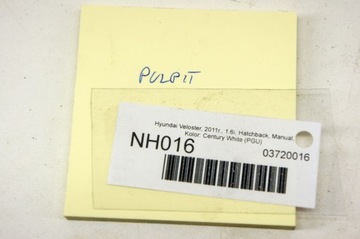 PULPIT
Hyundai Veloster, 2011r., 1.6i, Hatchback, Manual,
Kolor: Century White (PGU)
NH016
03720016